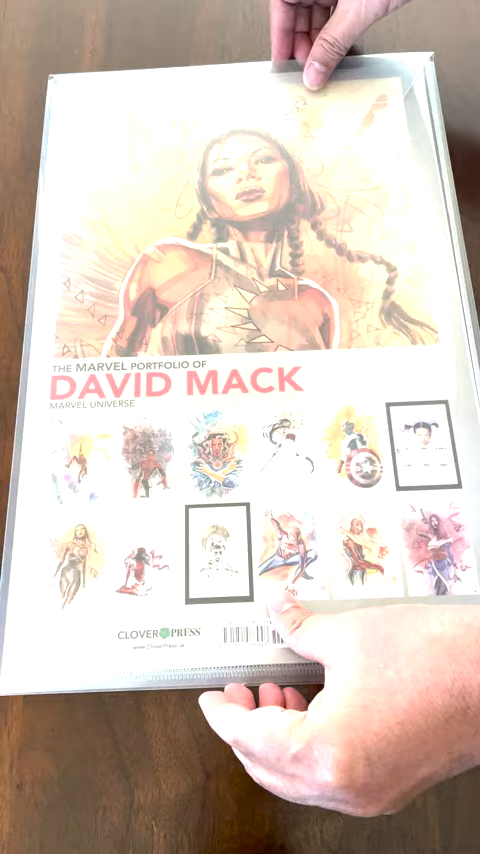 THE MARVEL PORTFOLIO OF
DAVID MACK
MARVEL UNIVERSE
CLOVER PRESS
www.CloverPress.us